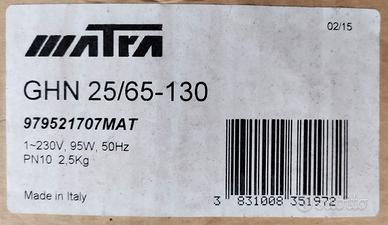 matra
02/15
GHN 25/65-130
979521707MAT
1~230V, 95W, 50Hz
PN10 2,5Kg
Made in Italy
3 831008 351972
subito